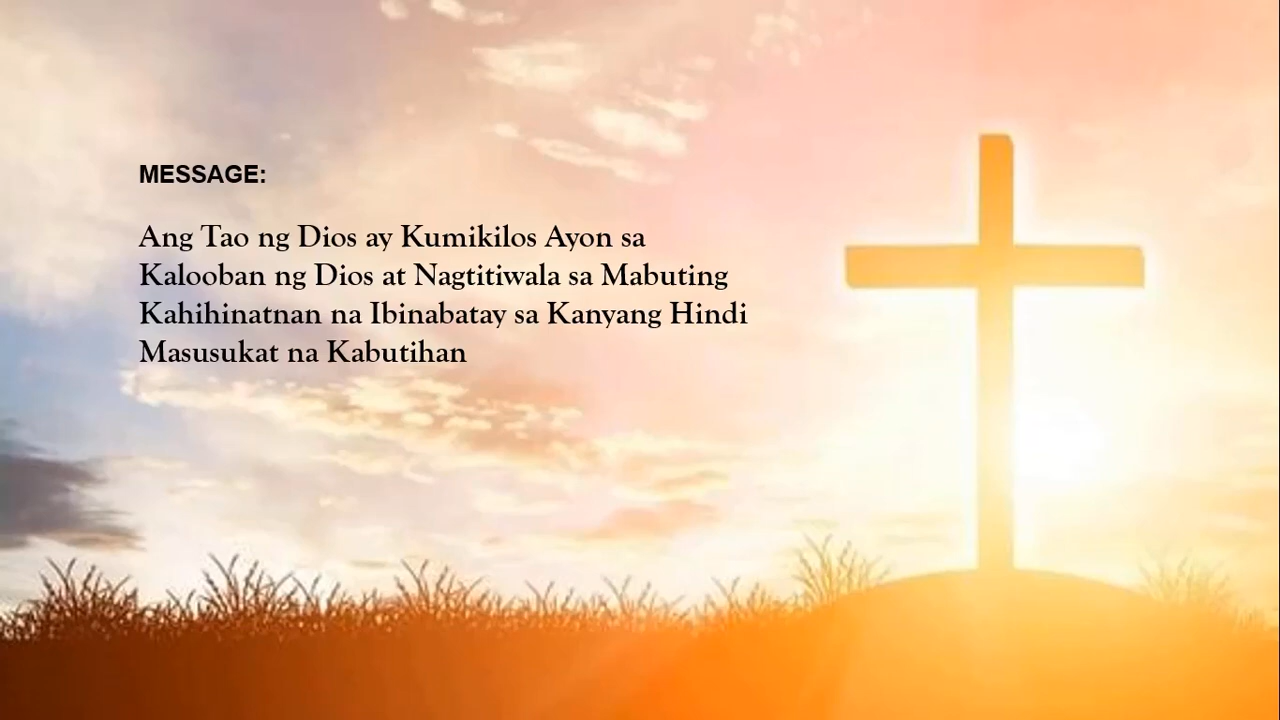 MESSAGE:
Ang Tao ng Dios ay Kumikilos Ayon sa
Kalooban ng Dios at Nagtitiwala sa Mabuting
Kahihinatnan na Ibinabatay sa Kanyang Hindi
Masusukat na Kabutihan